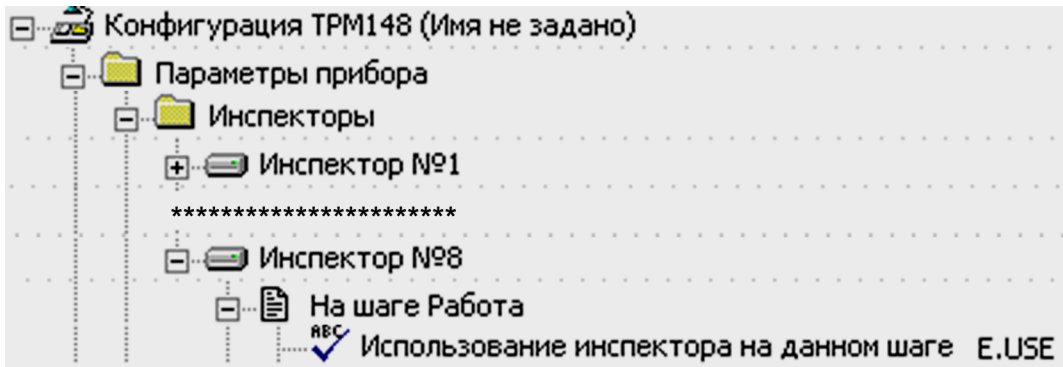 Конфигурация ТРМ148 (Имя не задано)
Параметры прибора
Инспекторы
Инспектор №1
***********************
Инспектор №8
На шаге Работа
ABC Использование инспектора на данном шаге E.USE